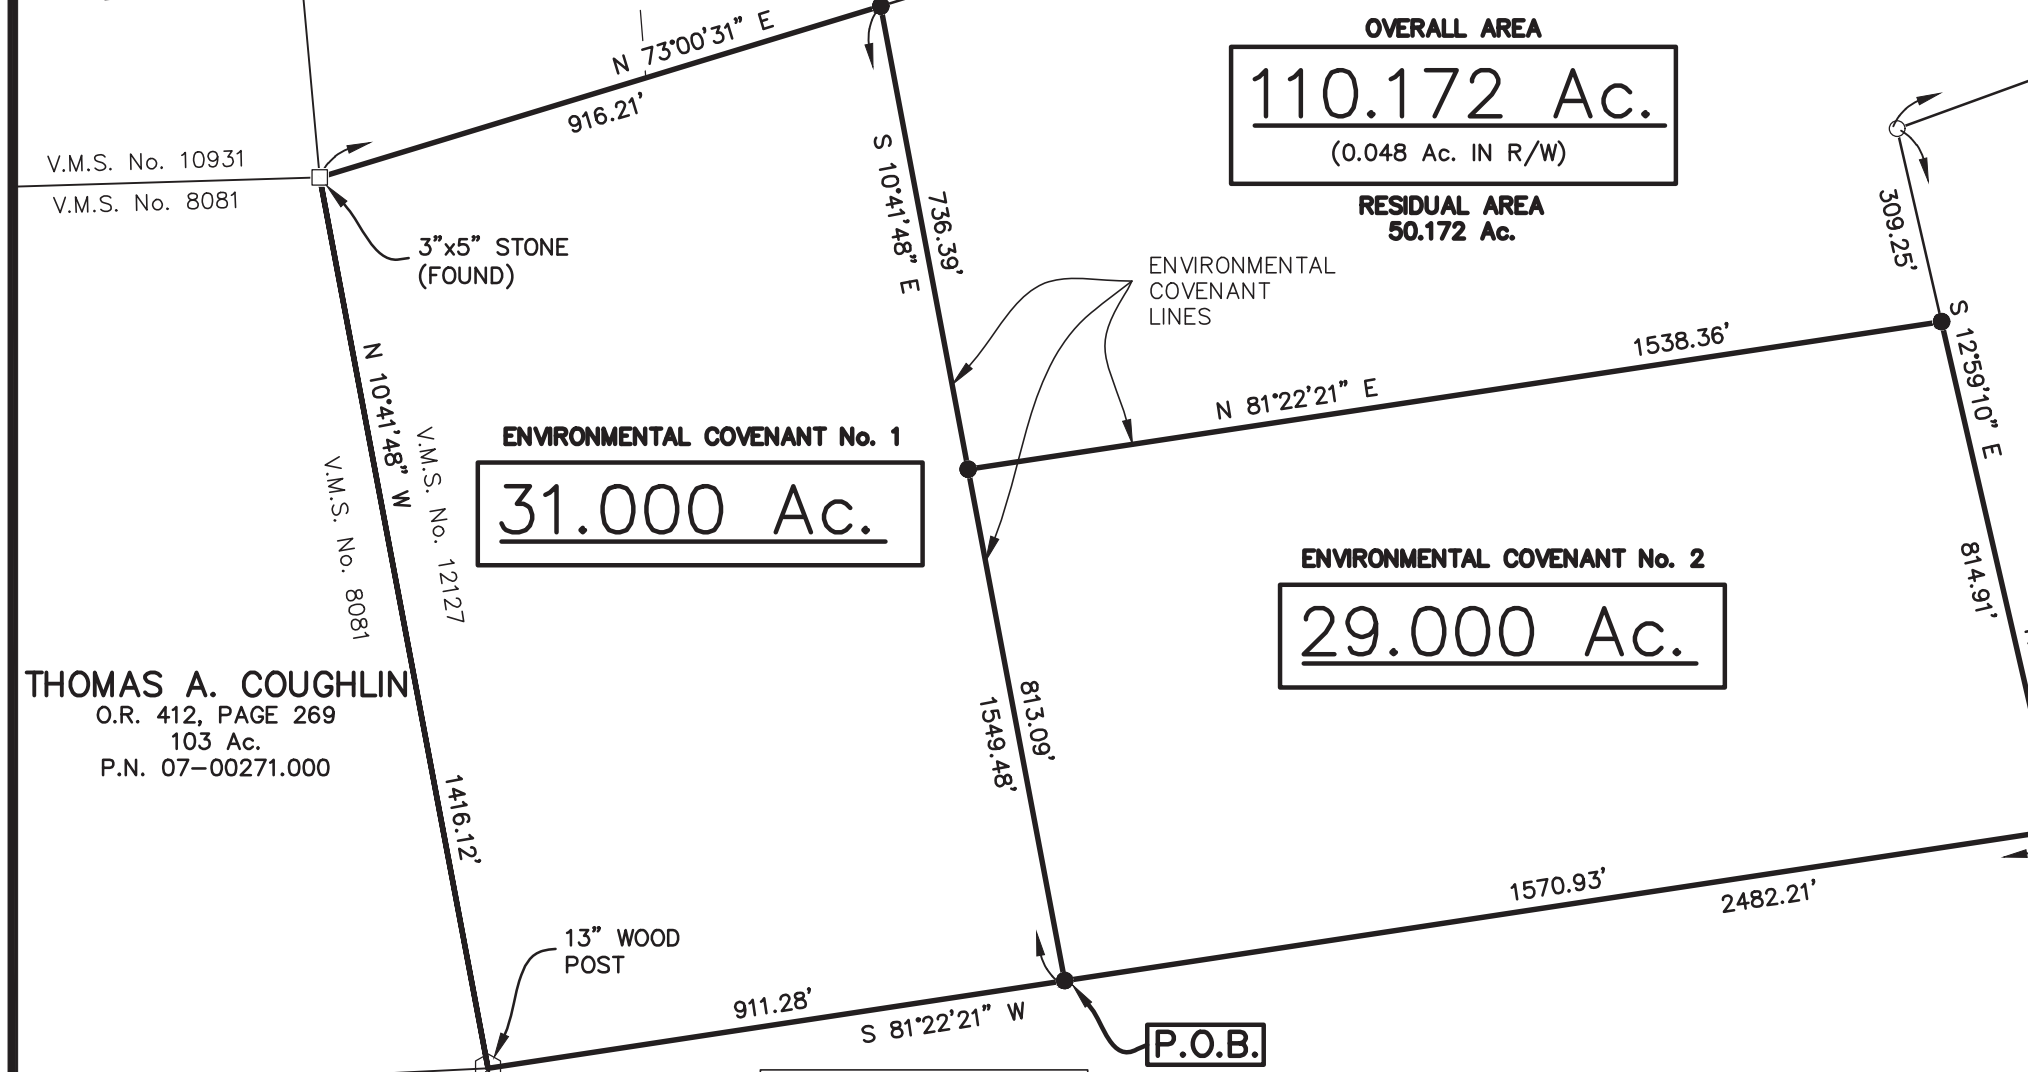 N 73°00'31" E
916.21'
OVERALL AREA
110.172 Ac.
(0.048 Ac. IN R/W)
RESIDUAL AREA
50.172 Ac.
V.M.S. No. 10931
V.M.S. No. 8081
3"x5" STONE
(FOUND)
S 10°41'48" E
736.39'
ENVIRONMENTAL
COVENANT
LINES
309.25'
S 12°59'10" E
1538.36'
N 81°22'21" E
N 10°41'48" W
V.M.S. No. 12127
V.M.S. No. 8081
ENVIRONMENTAL COVENANT No. 1
31.000 Ac.
ENVIRONMENTAL COVENANT No. 2
29.000 Ac.
814.91'
THOMAS A. COUGHLIN
O.R. 412, PAGE 269
103 Ac.
P.N. 07-00271.000
813.09'
1549.48'
1416.12'
1570.93'
2482.21'
13" WOOD
POST
911.28'
S 81°22'21" W
P.O.B.